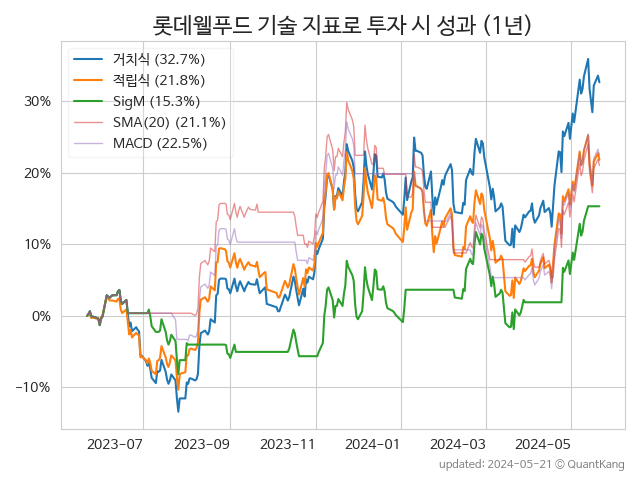 롯데웰푸드 기술 지표로 투자 시 성과 (1년)
거치식 (32.7%)
적립식 (21.8%)
SigM (15.3%)
SMA(20) (21.1%)
MACD (22.5%)
30%
20%
10%
0%
−10%
2023-07
2023-09
2023-11
2024-01
2024-03
2024-05
updated: 2024-05-21 © QuantKang